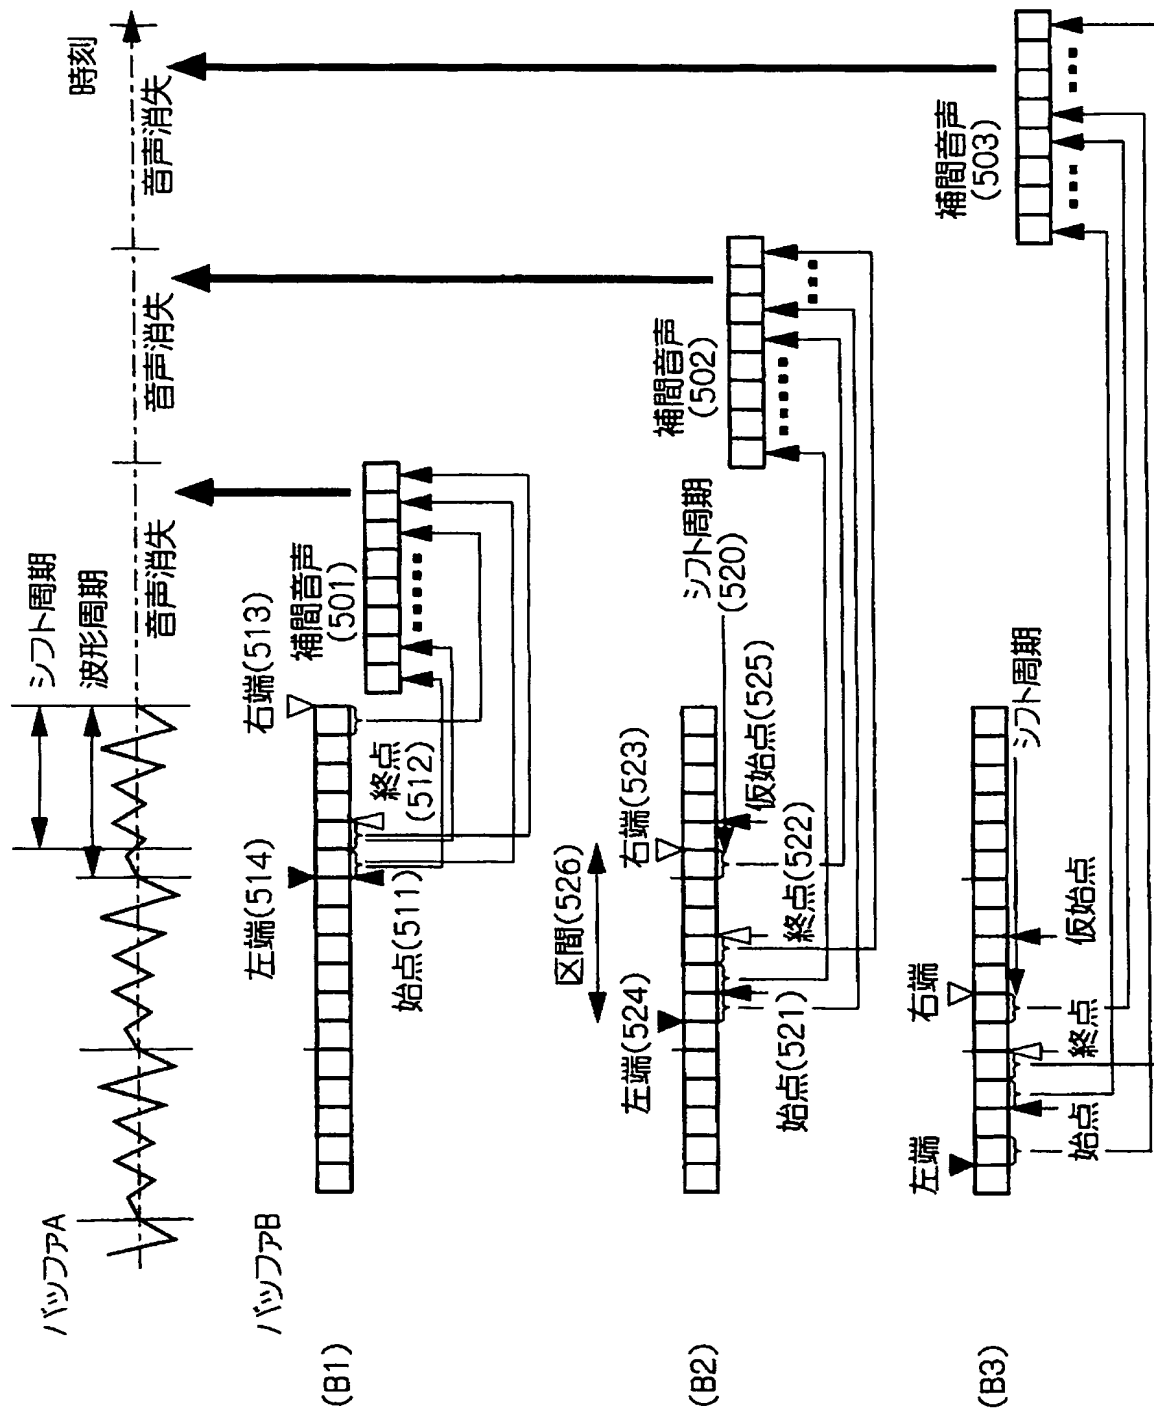 バッファA
シフト周期
波形周期
時刻
音声消失
音声消失
音声消失
バッファB
(B1)
左端(514)
右端(513)
始点(511)
終点
(512)
補間音声
(501)
(B2)
区間(526)
左端(524)
右端(523)
始点(521)
終点(522)
仮始点(525)
シフト周期
(520)
補間音声
(502)
(B3)
左端
右端
始点
終点
仮始点
シフト周期
補間音声
(503)